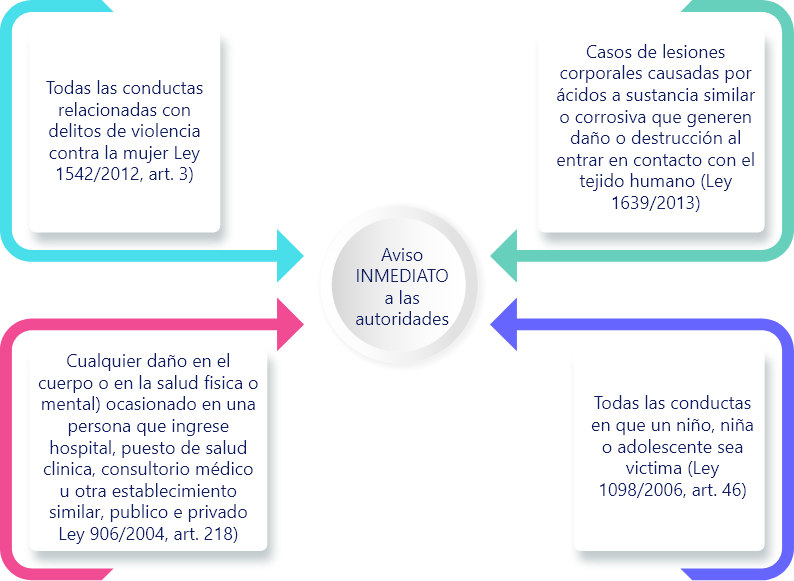 Todas las conductas
relacionadas con
delitos de violencia
contra la mujer Ley
1542/2012, art. 3)
Casos de lesiones
corporales causadas por
ácidos a sustancia similar
o corrosiva que generen
daño o destrucción al
entrar en contacto con el
tejido humano (Ley
1639/2013)
Aviso
INMEDIATO
a las
autoridades
Cualquier daño en el
cuerpo o en la salud fisica o
mental) ocasionado en una
persona que ingrese
hospital, puesto de salud
clinica, consultorio médico
u otra establecimiento
similar, publico e privado
Ley 906/2004, art. 218)
Todas las conductas
en que un niño, niña
o adolescente sea
victima (Ley
1098/2006, art. 46)